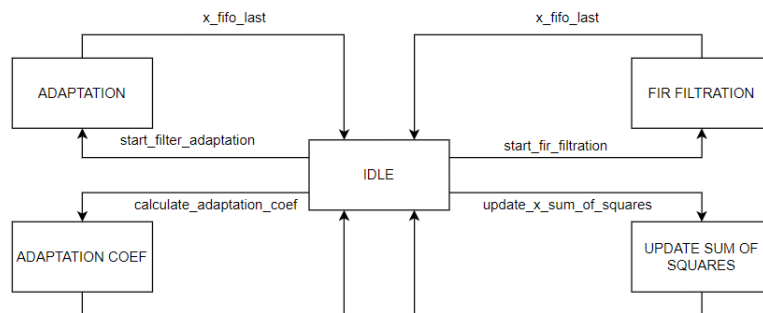 x_fifo_last
x_fifo_last
ADAPTATION
FIR FILTRATION
start_filter_adaptation
start_fir_filtration
IDLE
calculate_adaptation_coef
update_x_sum_of_squares
ADAPTATION COEF
UPDATE SUM OF
SQUARES